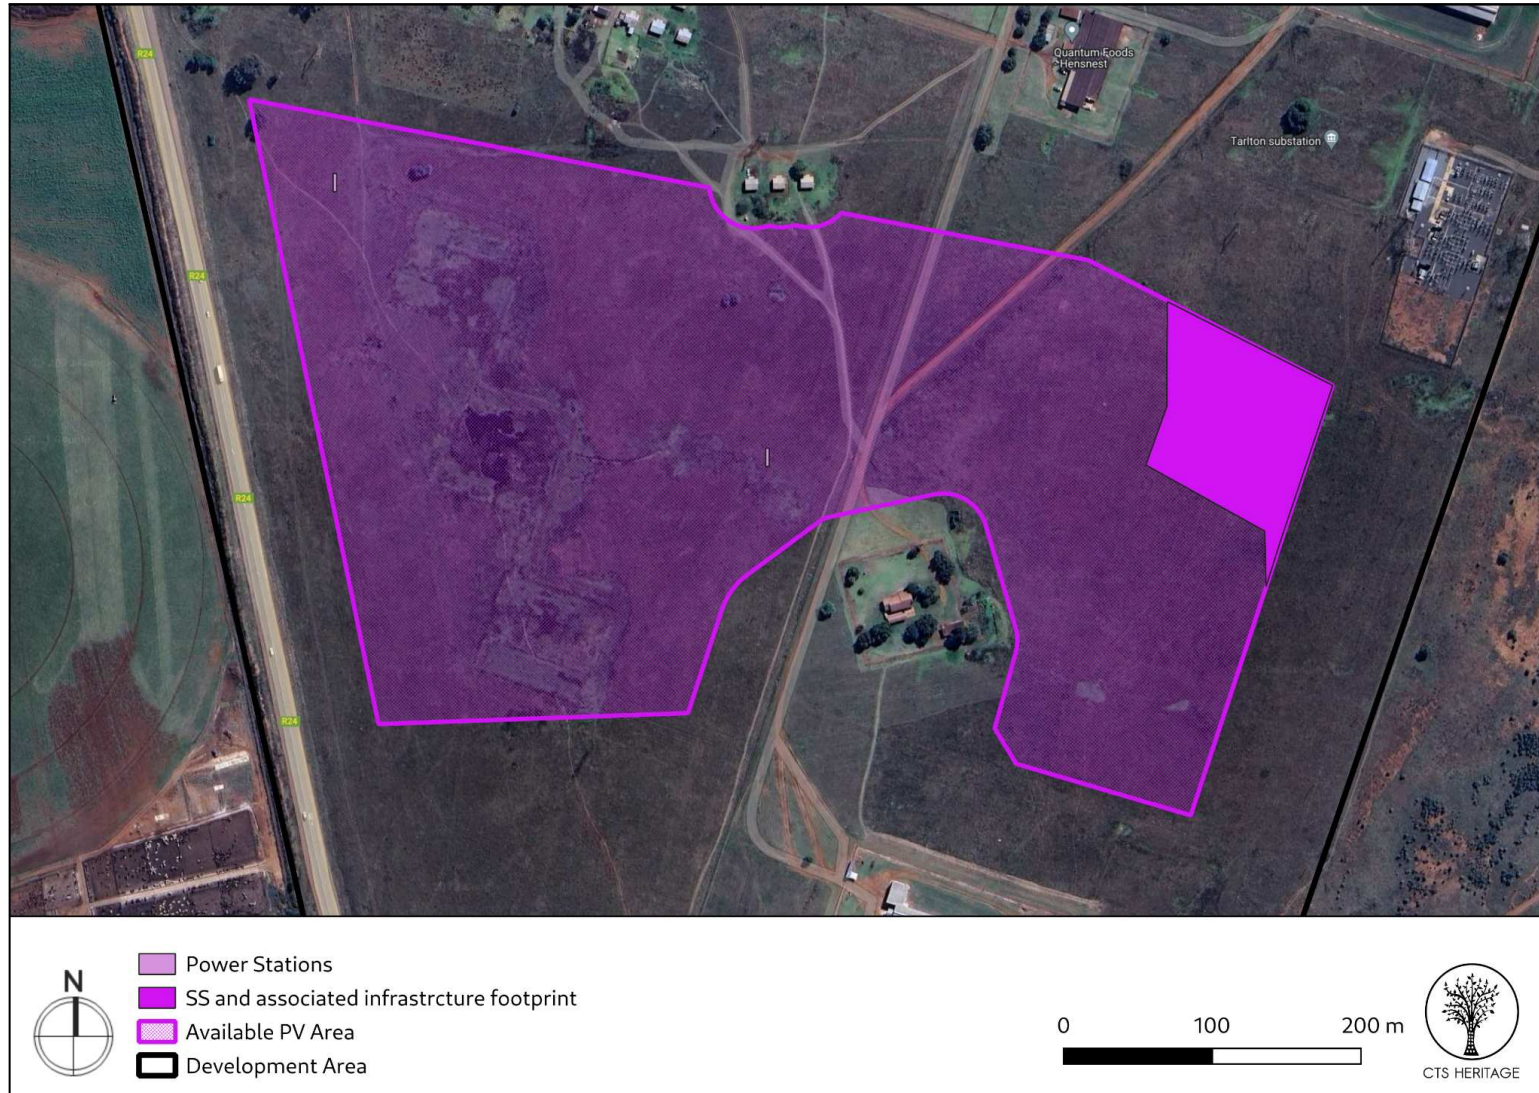 R24
Quantum Foods
Hensnest
Tarlton substation
R24
R24
R24
N
Power Stations
SS and associated infrastrcture footprint
Available PV Area
Development Area
0 100 200 m
CTS HERITAGE